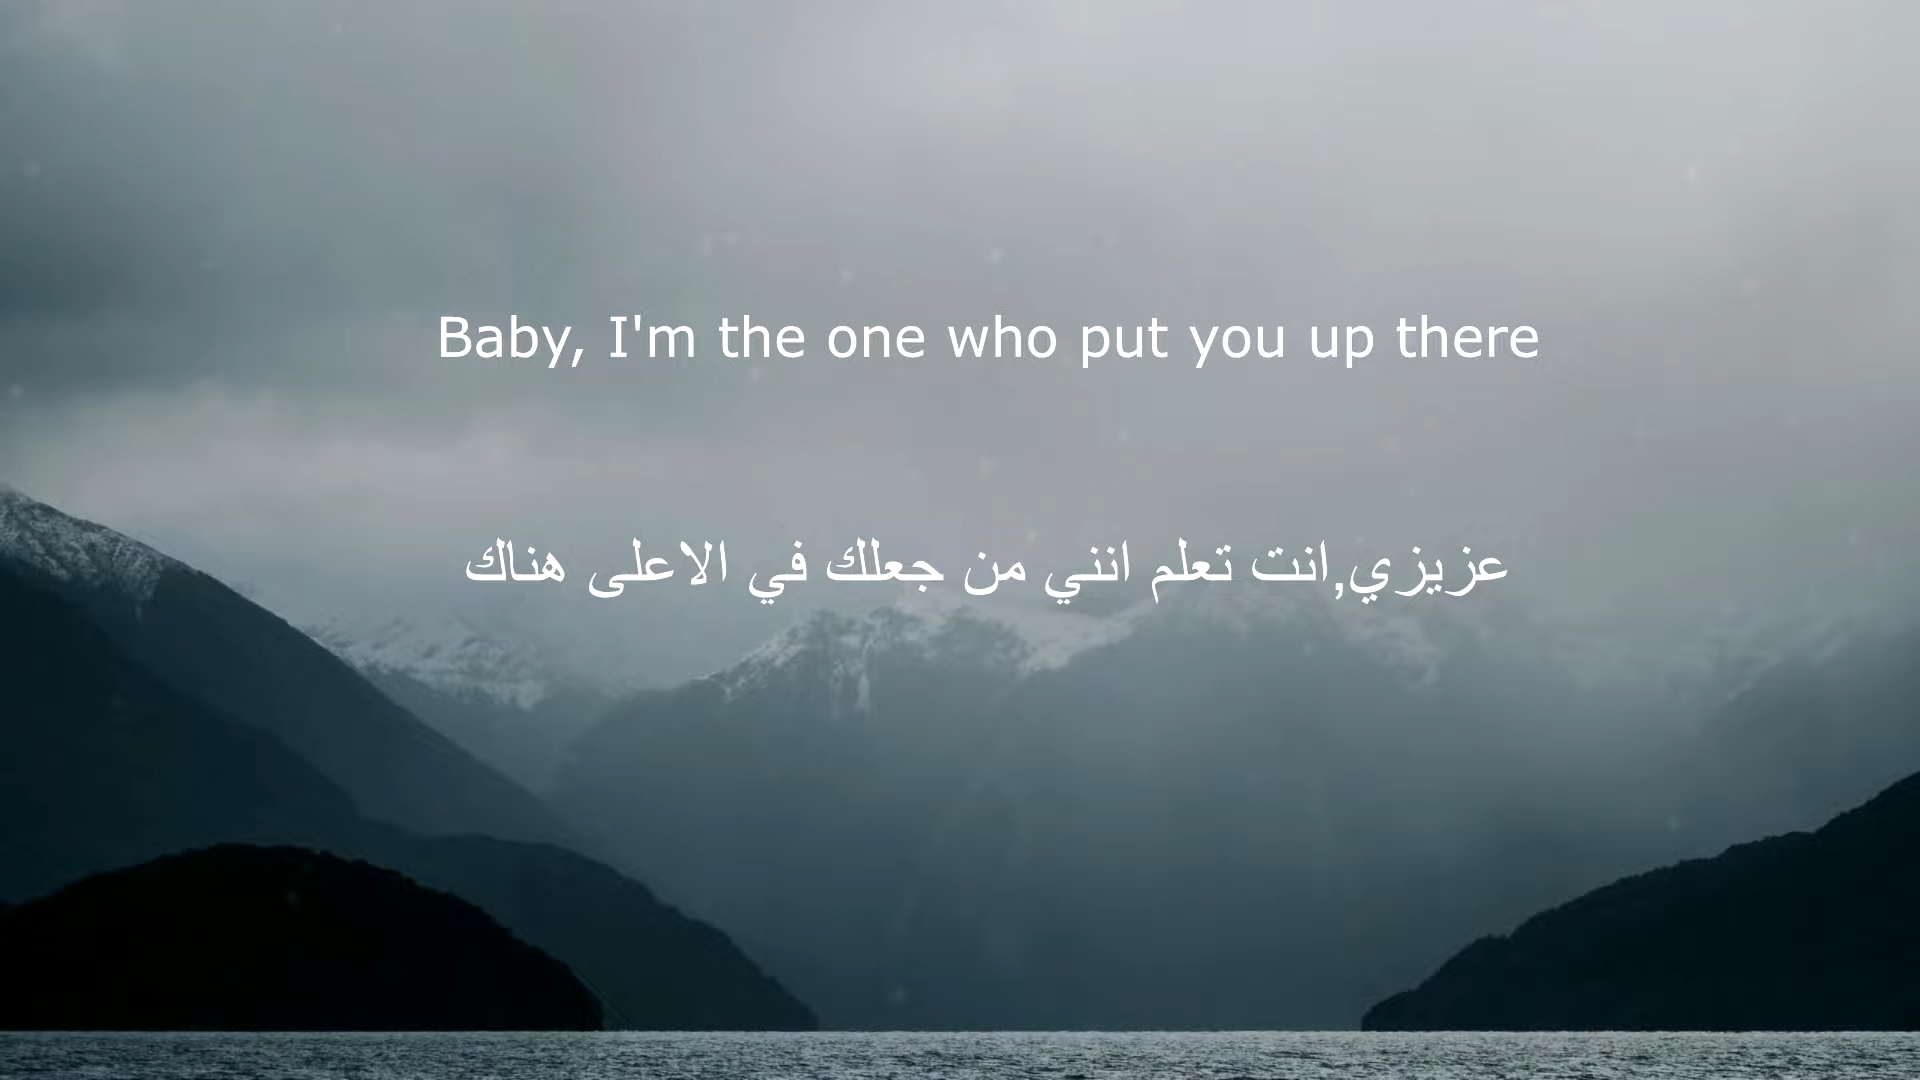 Baby, I'm the one who put you up there
عزيزي,انت تعلم انني من جعلك في الاعلى هناك